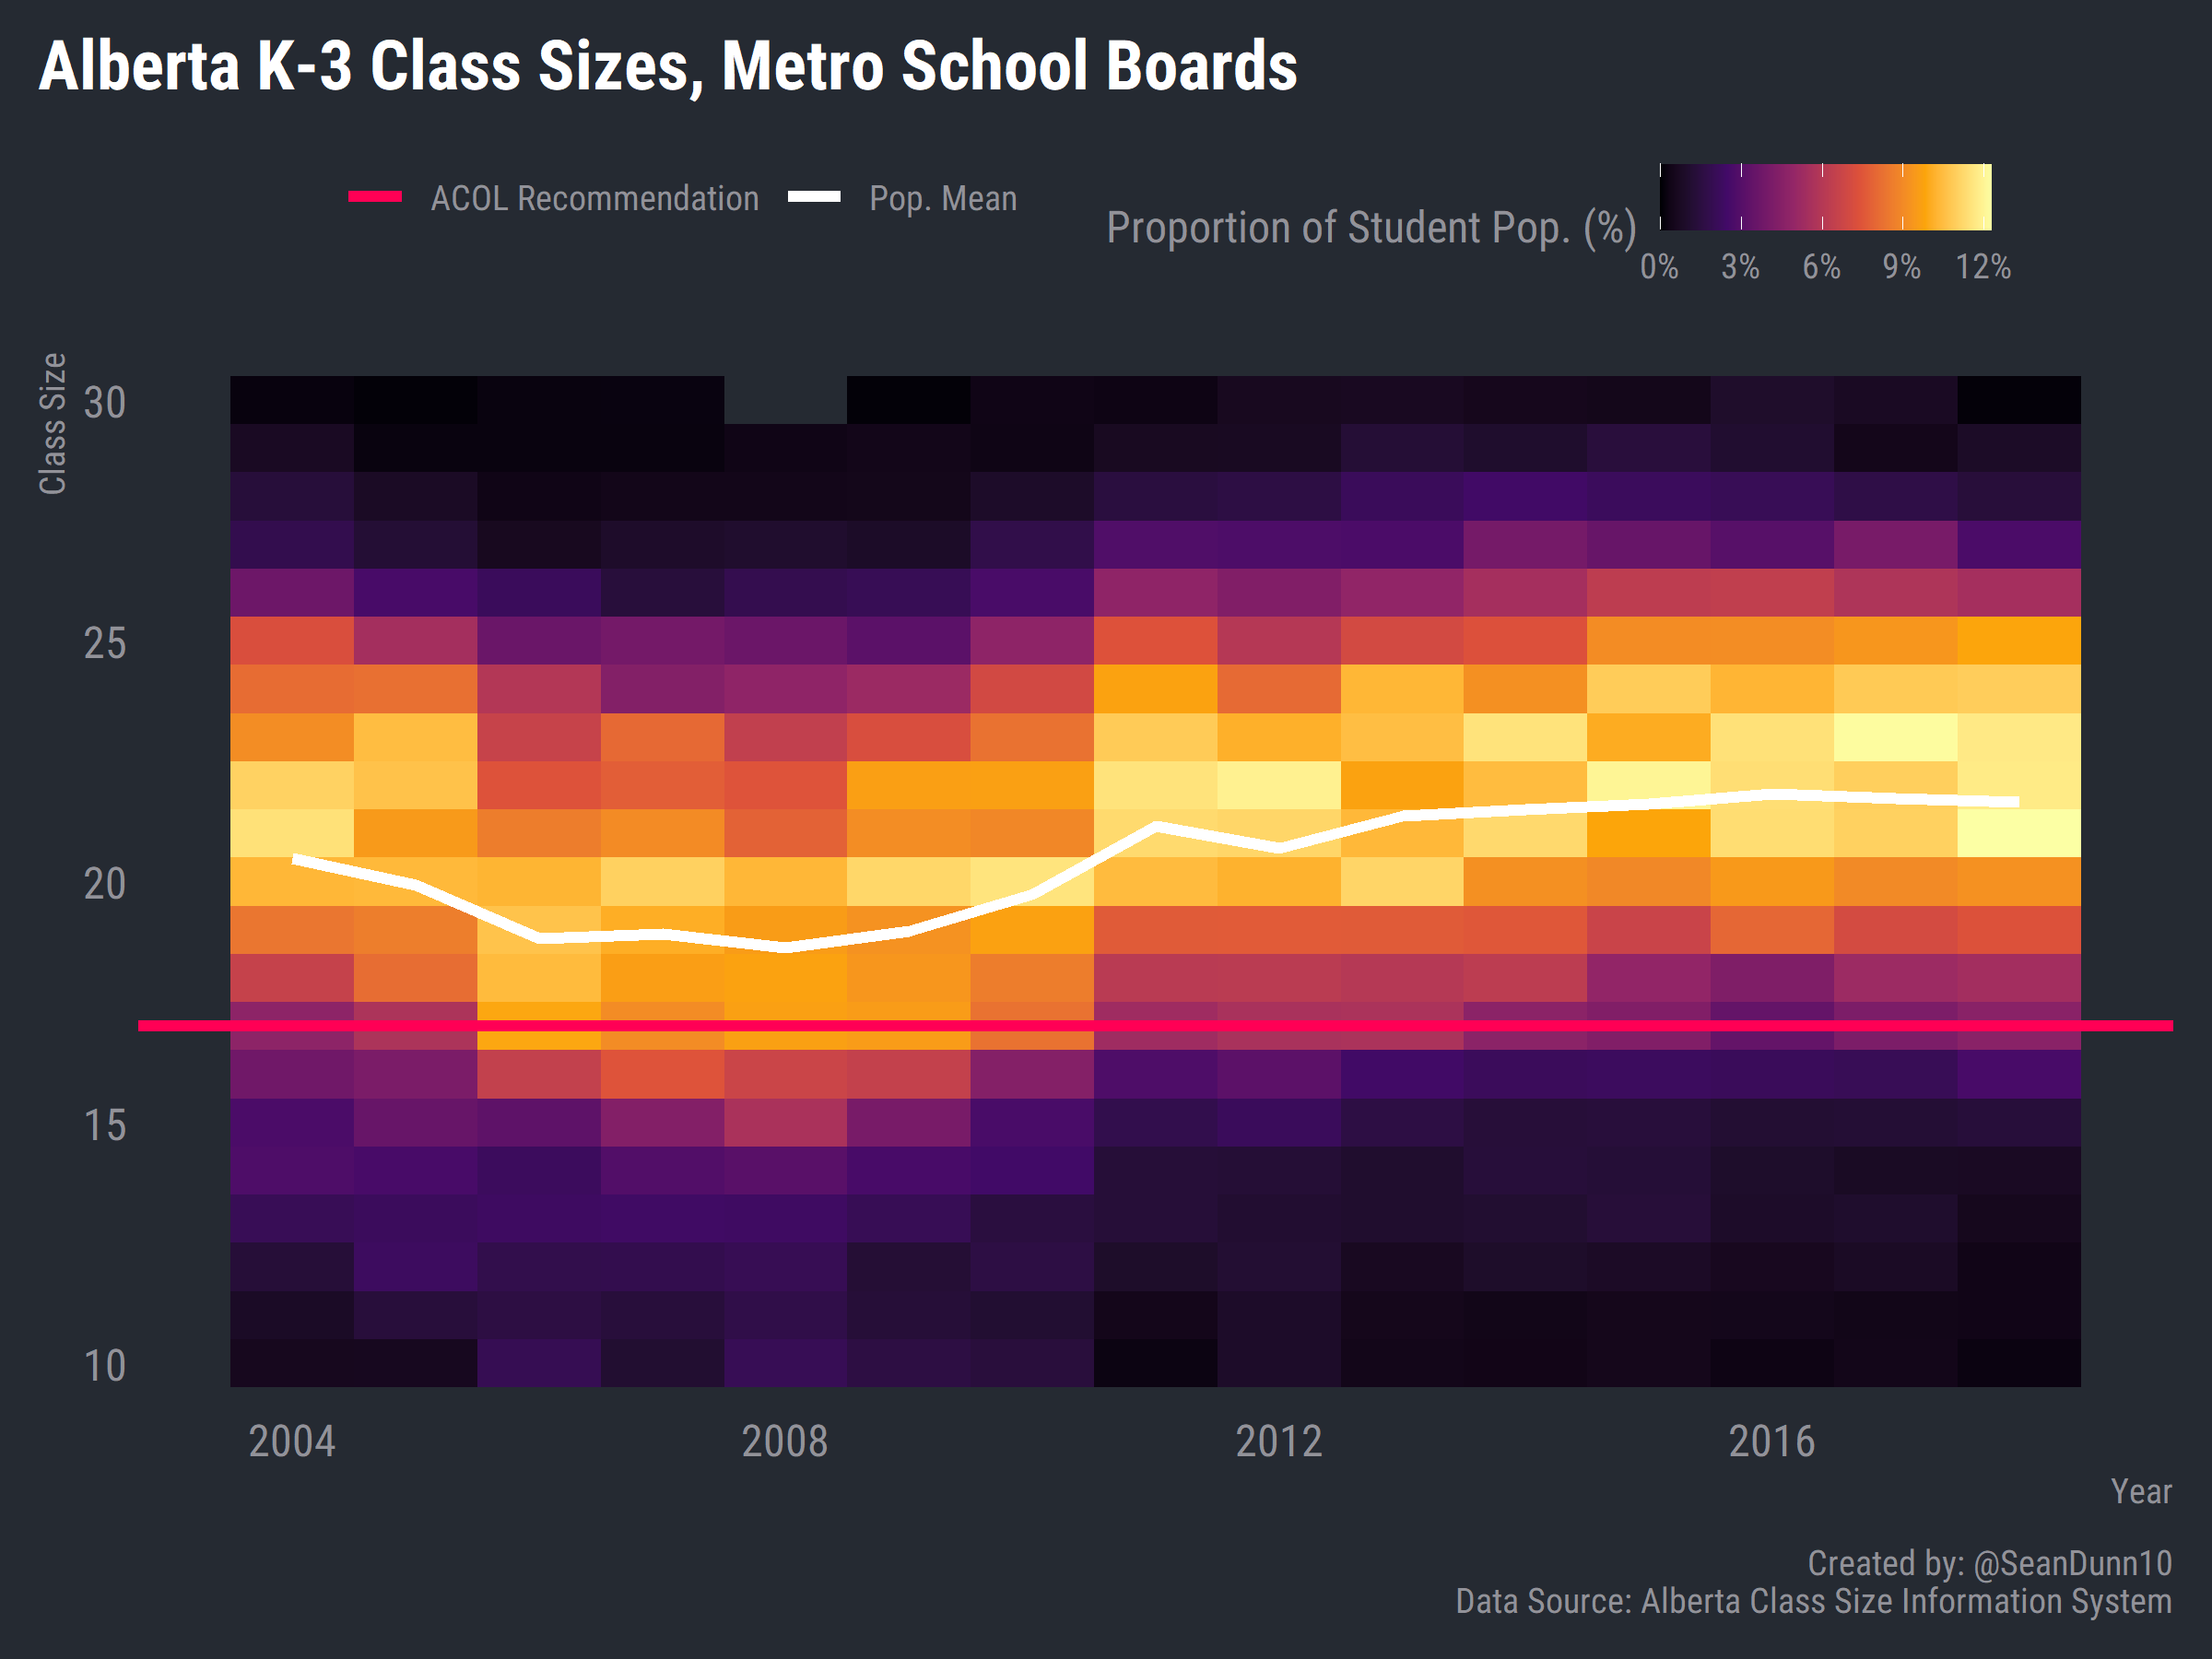 Alberta K-3 Class Sizes, Metro School Boards
ACOL Recommendation
Pop. Mean
Proportion of Student Pop. (%)
0% 3% 6% 9% 12%
Class Size
30
25
20
15
10
2004 2008 2012 2016
Year
Created by: @SeanDunn10
Data Source: Alberta Class Size Information System